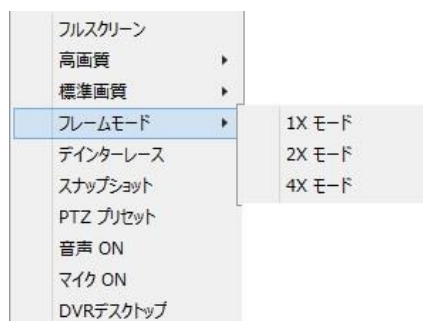 フルスクリーン
高画質
標準画質
フレームモード
1X モード
2X モード
4X モード
デインターレース
スナップショット
PTZ プリセット
音声 ON
マイク ON
DVRデスクトップ